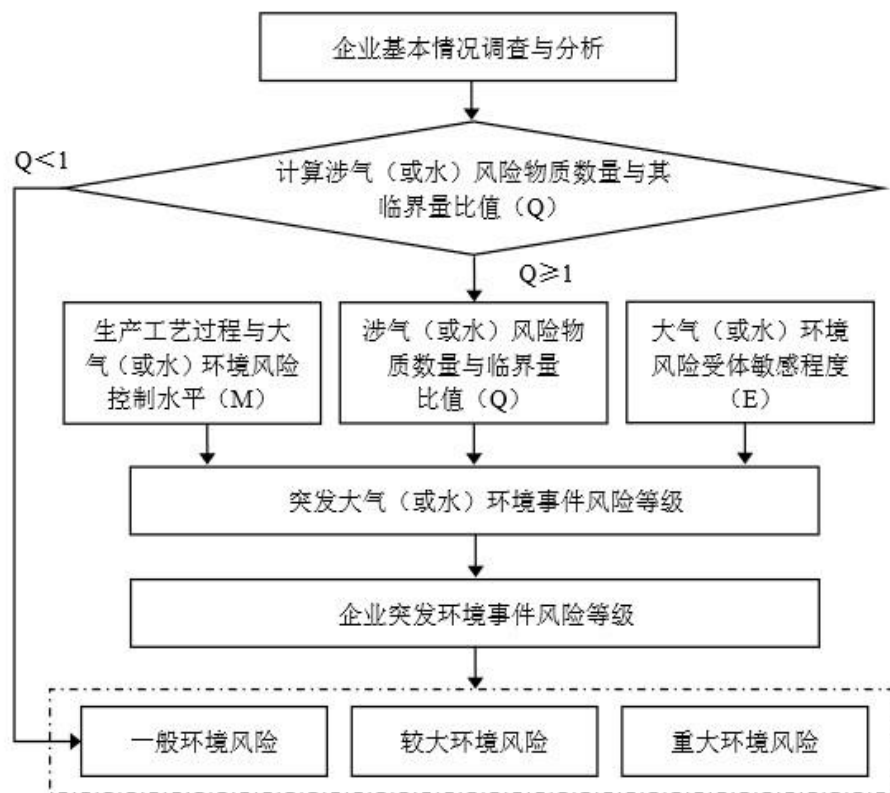 企业基本情况调查与分析
Q＜1
计算涉气（或水）风险物质数量与其
临界量比值（Q）
Q≥1
生产工艺过程与大
气（或水）环境风险
控制水平（M）
涉气（或水）风险物
质数量与临界量
比值（Q）
大气（或水）环境
风险受体敏感程度
（E）
突发大气（或水）环境事件风险等级
企业突发环境事件风险等级
一般环境风险
较大环境风险
重大环境风险